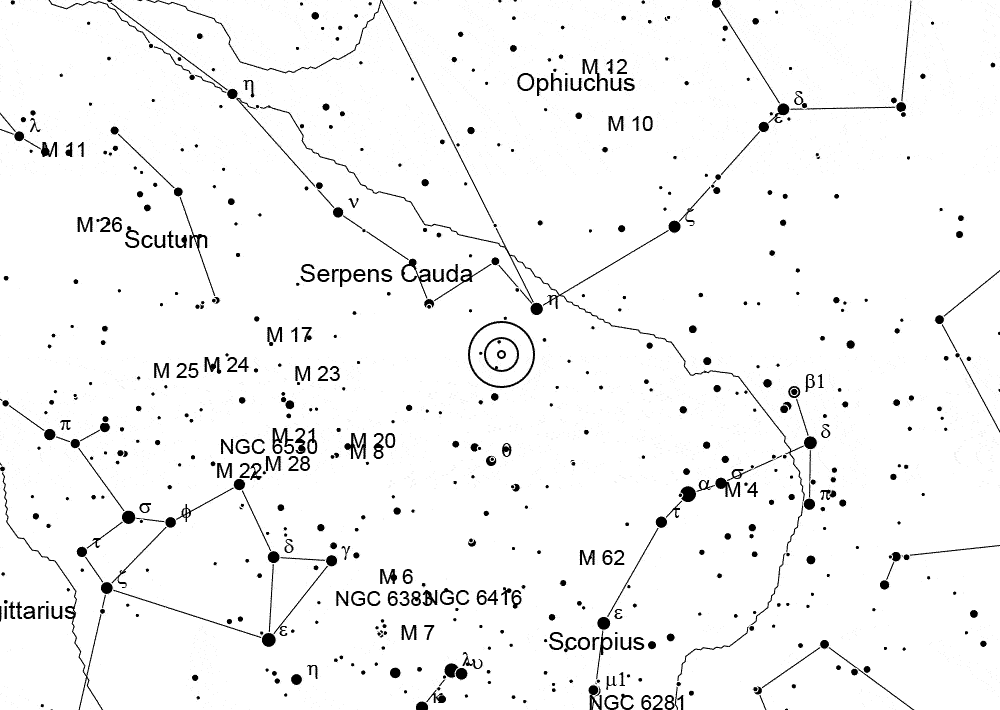 M 12
Ophiuchus
η
δ
ε
λ
M 10
M 11
ν
ζ
M 26
Scutum
γ
Serpens Cauda
η
M 17
M 24
M 25
M 23
β1
π
M 21
M 20
NGC 6530
M 8
θ
δ
M 28
M 22
λ
σ
α
M 4
π
σ
φ
τ
τ
δ
γ
M 62
ζ
M 6
NGC 6383
NGC 6416
gittarius
ε
ε
M 7
Scorpius
η
λ
υ
μ1
κ
NGC 6281